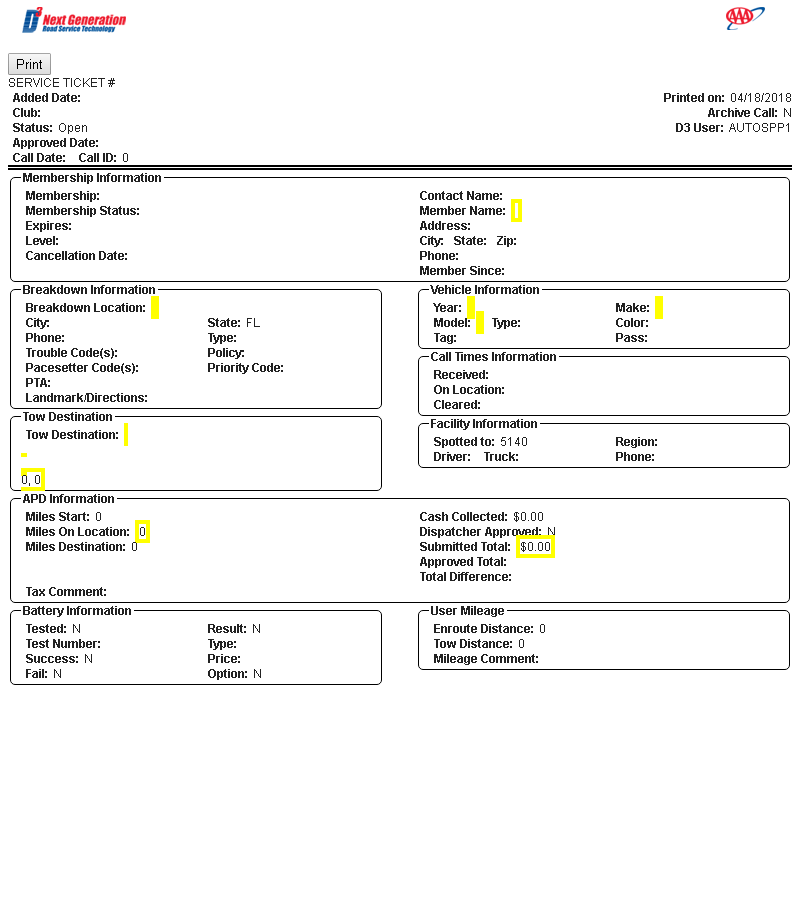 D3 Next Generation
Road Service Technology
AAA
Print
SERVICE TICKET #
Added Date:
Printed on: 04/18/2018
Club:
Archive Call: N
Status: Open
D3 User: AUTOSPP1
Approved Date:
Call Date: Call ID: 0
Membership Information
Membership:
Contact Name:
Membership Status:
Member Name:
Expires:
Address:
Level:
City: State: Zip:
Cancellation Date:
Phone:
Member Since:
Breakdown Information
Breakdown Location:
City:
State: FL
Phone:
Type:
Trouble Code(s):
Policy:
Pacesetter Code(s):
Priority Code:
PTA:
Landmark/Directions:
Vehicle Information
Year:
Make:
Model: Type:
Color:
Tag:
Pass:
Call Times Information
Received:
On Location:
Cleared:
Tow Destination
Tow Destination:
0, 0
Facility Information
Spotted to: 5140
Region:
Driver: Truck:
Phone:
APD Information
Miles Start: 0
Cash Collected: $0.00
Miles On Location: 0
Dispatcher Approved: N
Miles Destination: 0
Submitted Total: $0.00
Approved Total:
Total Difference:
Tax Comment:
Battery Information
Tested: N
Result: N
Test Number:
Type:
Success: N
Price:
Fail: N
Option: N
User Mileage
Enroute Distance: 0
Tow Distance: 0
Mileage Comment: